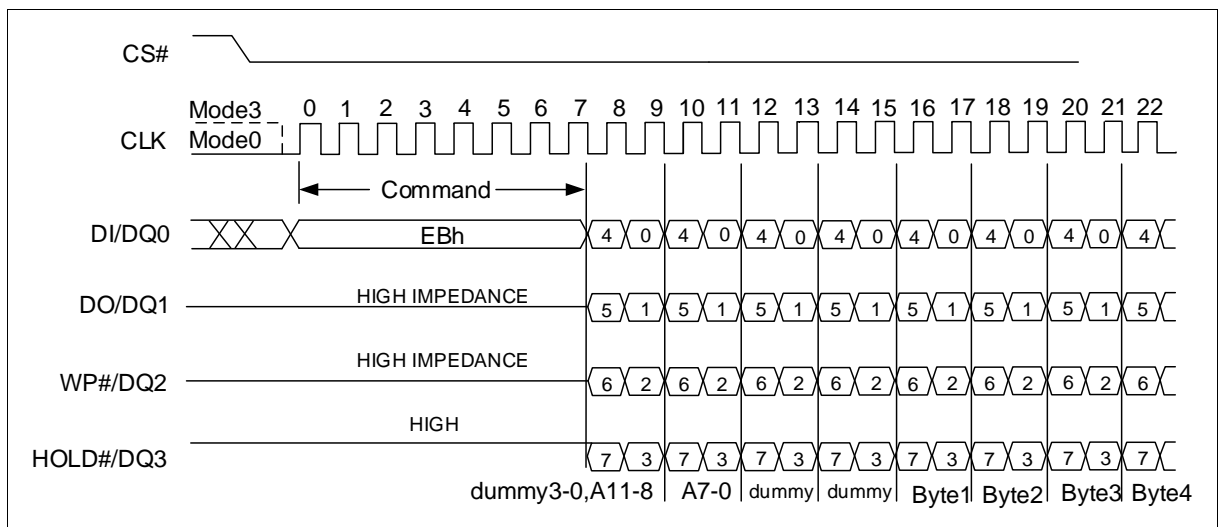 CS#
Mode3
0 1 2 3 4 5 6 7 8 9 10 11 12 13 14 15 16 17 18 19 20 21 22
CLK
Mode0
Command
DI/DQ0
EBh
4 0 4 0 4 0 4 0 4 0 4 0 4 0 4
HIGH IMPEDANCE
DO/DQ1
5 1 5 1 5 1 5 1 5 1 5 1 5 1 5
HIGH IMPEDANCE
WP#/DQ2
6 2 6 2 6 2 6 2 6 2 6 2 6 2 6
HIGH
HOLD#/DQ3
7 3 7 3 7 3 7 3 7 3 7 3 7 3 7
dummy3-0,A11-8 A7-0 dummy dummy Byte1 Byte2 Byte3 Byte4